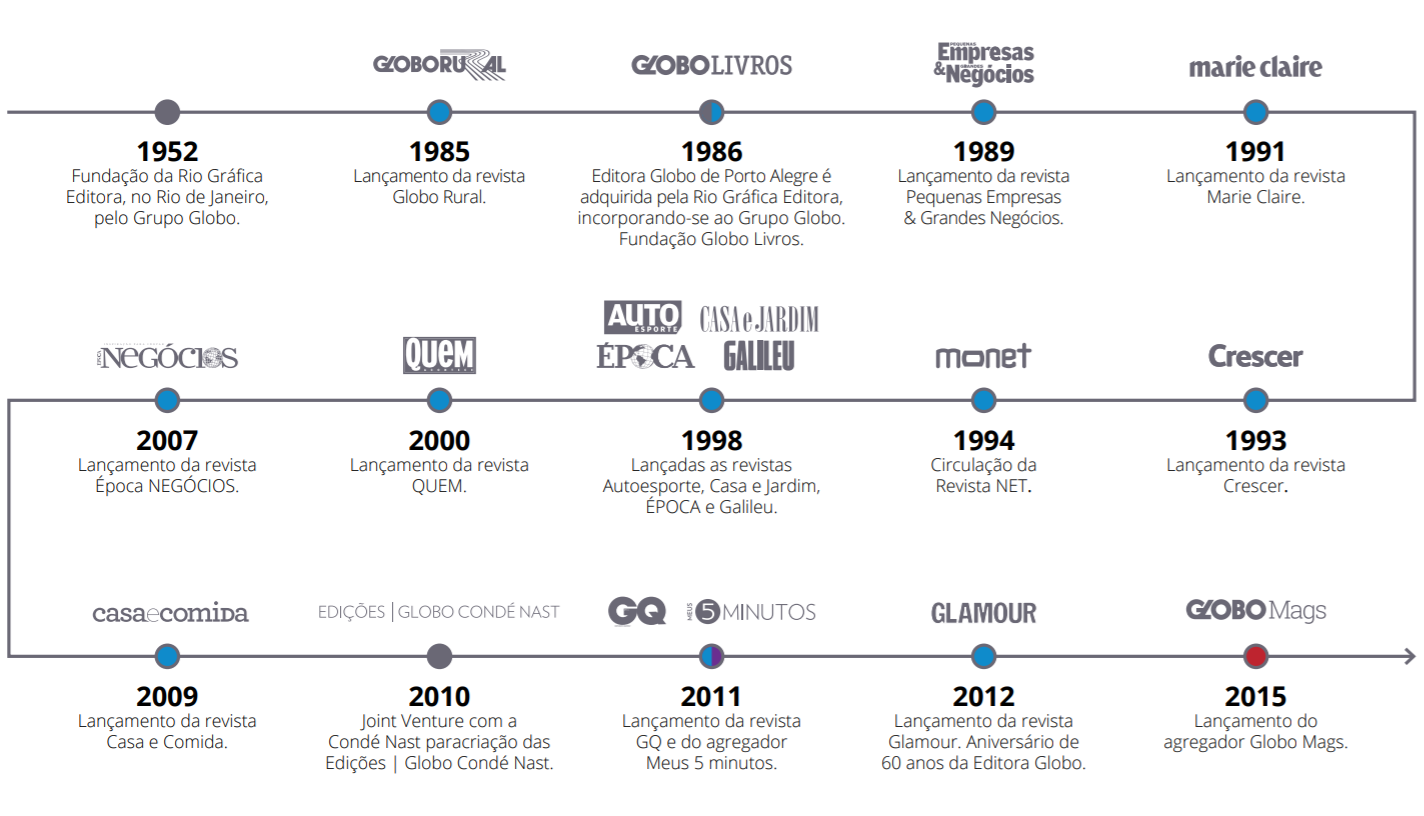 GLOBORURAL
GLOBOLIVROS
PEQUENAS
Empresas
&GRANDES
Negócios
marie claire
1952
Fundação da Rio Gráfica
Editora, no Rio de Janeiro,
pelo Grupo Globo.
1985
Lançamento da revista
Globo Rural.
1986
Editora Globo de Porto Alegre é
adquirida pela Rio Gráfica Editora,
incorporando-se ao Grupo Globo.
Fundação Globo Livros.
1989
Lançamento da revista
Pequenas Empresas
& Grandes Negócios.
1991
Lançamento da revista
Marie Claire.
ÉPOCA
NEGÓCIOS
QUEM
AUTO
ESPORTE
CASA e JARDIM
ÉPOCA
GALILEU
monet
Crescer
2007
Lançamento da revista
Época NEGÓCIOS.
2000
Lançamento da revista
QUEM.
1998
Lançadas as revistas
Autoesporte, Casa e Jardim,
ÉPOCA e Galileu.
1994
Circulação da
Revista NET.
1993
Lançamento da revista
Crescer.
casaecomida
EDIÇÕES | GLOBO CONDÉ NAST
GQ
MEUS 5 MINUTOS
GLAMOUR
GLOBO Mags
2009
Lançamento da revista
Casa e Comida.
2010
Joint Venture com a
Condé Nast paracriação das
Edições | Globo Condé Nast.
2011
Lançamento da revista
GQ e do agregador
Meus 5 minutos.
2012
Lançamento da revista
Glamour. Aniversário de
60 anos da Editora Globo.
2015
Lançamento do
agregador Globo Mags.